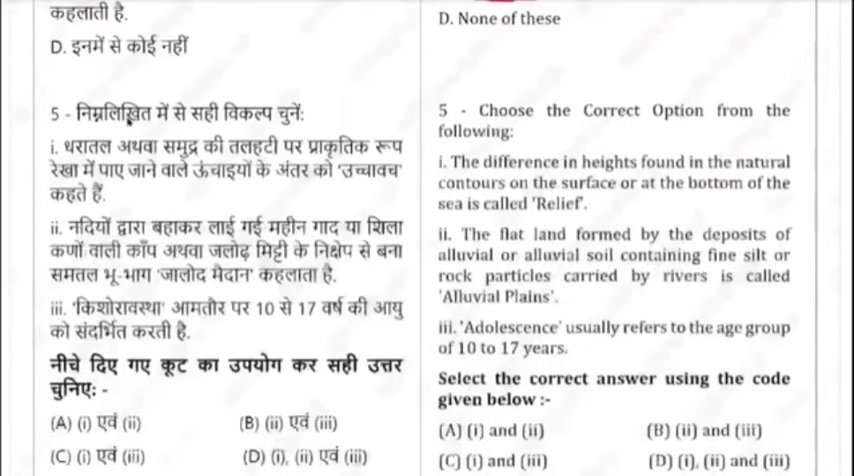 कहलाती है.
D. इनमें से कोई नहीं
5 - निम्नलिखित में से सही विकल्प चुनें:
i. धरातल अथवा समुद्र की तलहटी पर प्राकृतिक रूप
रेखा में पाए जाने वाले ऊंचाइयों के अंतर को 'उच्चावच'
कहते हैं.
ii. नदियों द्वारा बहाकर लाई गई महीन गाद या शिला
कणों वाली काँप अथवा जलोढ़ मिट्टी के निक्षेप से बना
समतल भू-भाग 'जालोद मैदान' कहलाता है.
iii. 'किशोरावस्था' आमतौर पर 10 से 17 वर्ष की आयु
को संदर्भित करती है.
नीचे दिए गए कूट का उपयोग कर सही उत्तर
चुनिए: -
(A) (i) एवं (ii) (B) (ii) एवं (iii)
(C) (i) एवं (iii) (D) (i), (ii) एवं (iii)
D. None of these
5 - Choose the Correct Option from the
following:
i. The difference in heights found in the natural
contours on the surface or at the bottom of the
sea is called 'Relief'.
ii. The flat land formed by the deposits of
alluvial or alluvial soil containing fine silt or
rock particles carried by rivers is called
'Alluvial Plains'.
iii. 'Adolescence' usually refers to the age group
of 10 to 17 years.
Select the correct answer using the code
given below :-
(A) (i) and (ii) (B) (ii) and (iii)
(C) (i) and (iii) (D) (i), (ii) and (iii)